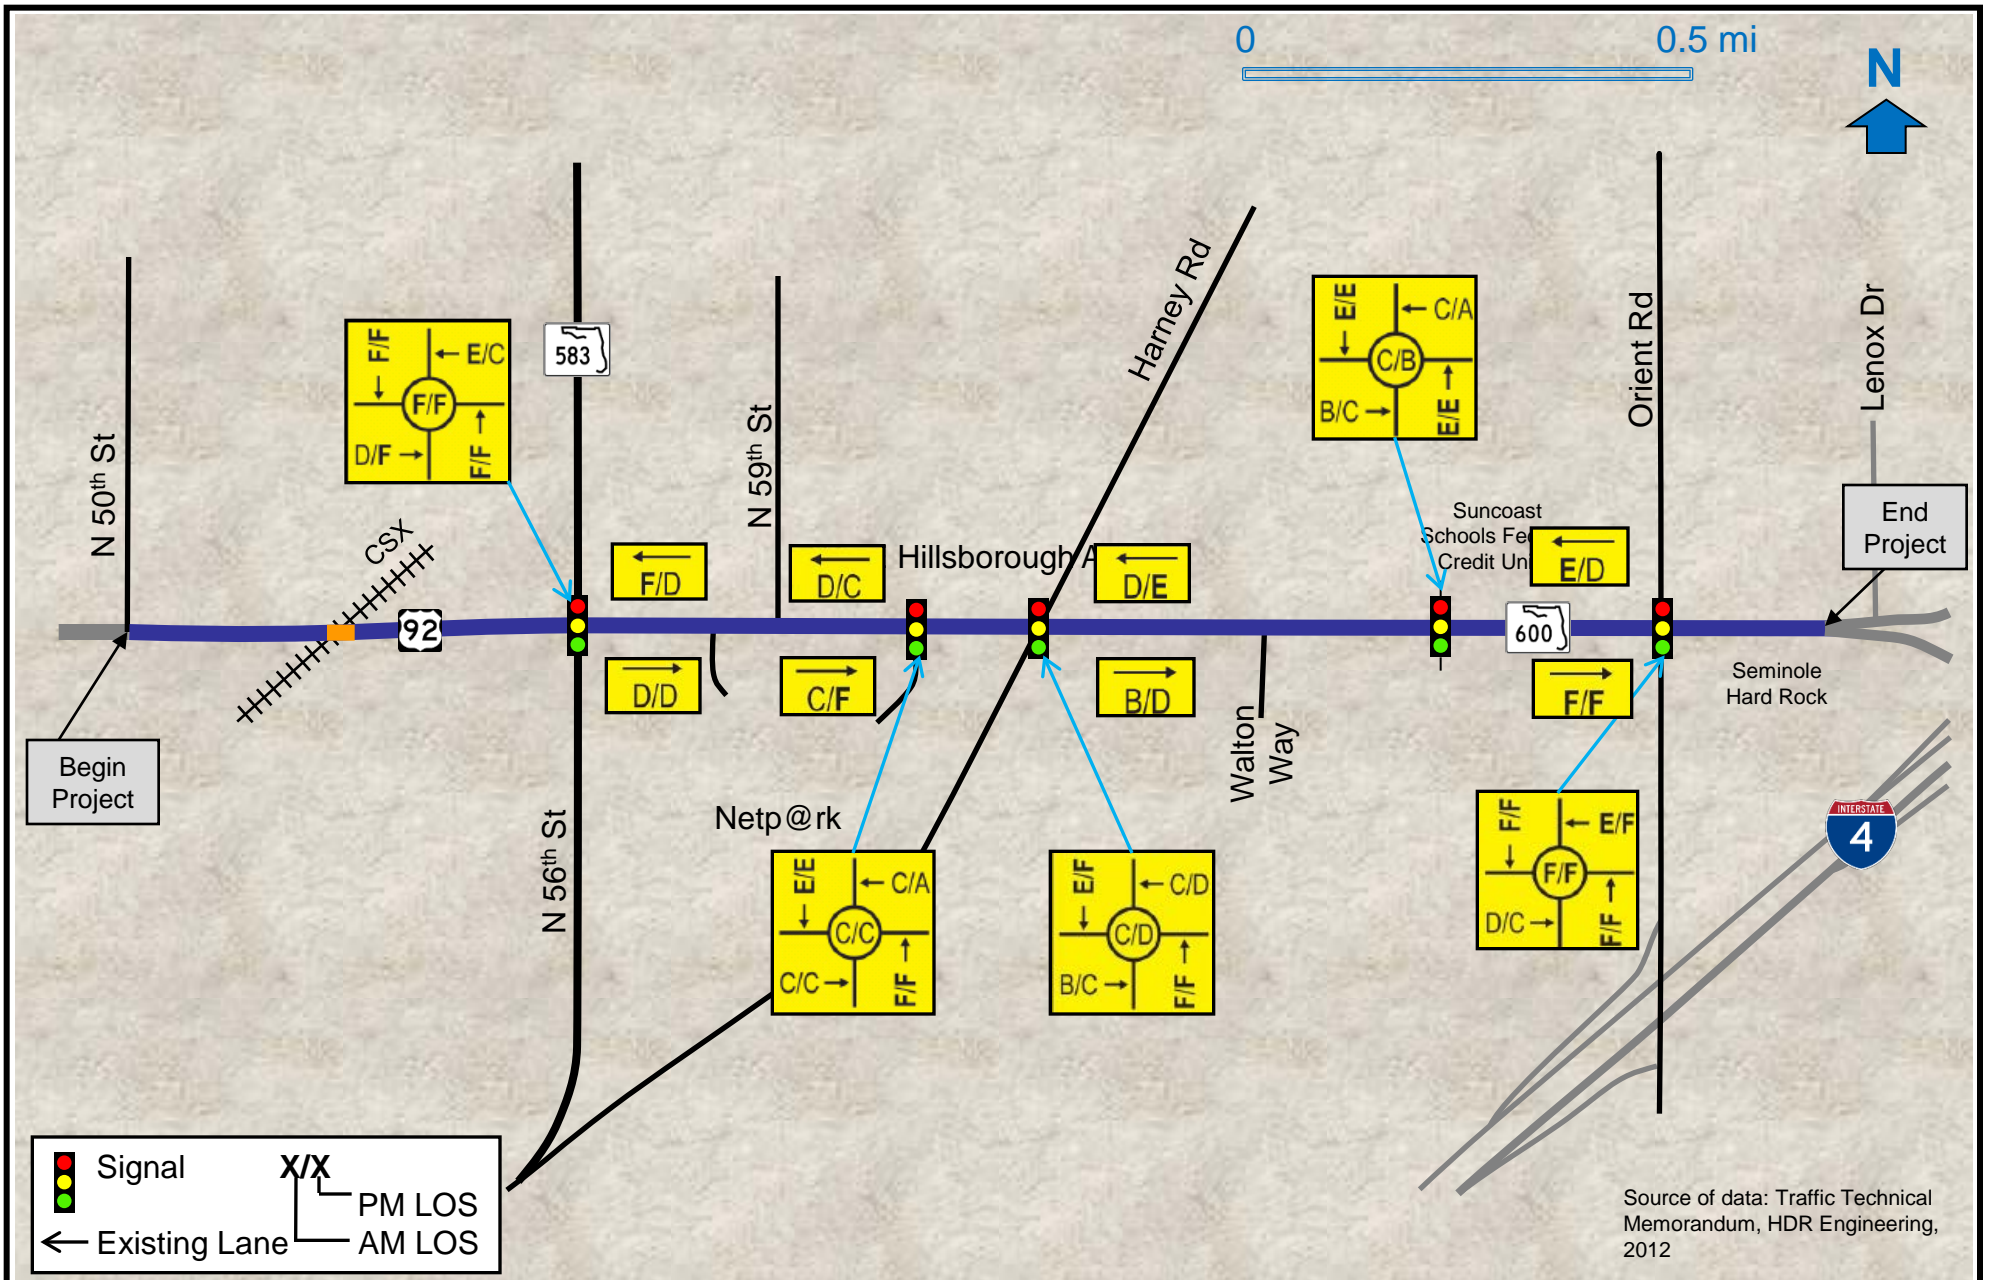 0 0.5 mi
N
N 50th St
CSX
92
Begin
Project
F/F
E/C
F/F
D/F
F/F
583
N 56th St
F/D
D/D
N 59th St
D/C
C/F
Hillsborough A
Netp@rk
E/E
C/A
C/C
C/C
F/F
Harney Rd
D/E
B/D
E/F
C/D
C/D
B/C
F/F
Walton
Way
E/E
C/A
C/B
B/C
E/E
Suncoast
Schools Fe
Credit Uni
E/D
600
F/F
Orient Rd
F/F
E/F
F/F
D/C
F/F
Lenox Dr
End
Project
Seminole
Hard Rock
INTERSTATE
4
Signal X/X
PM LOS
Existing Lane AM LOS
Source of data: Traffic Technical
Memorandum, HDR Engineering,
2012